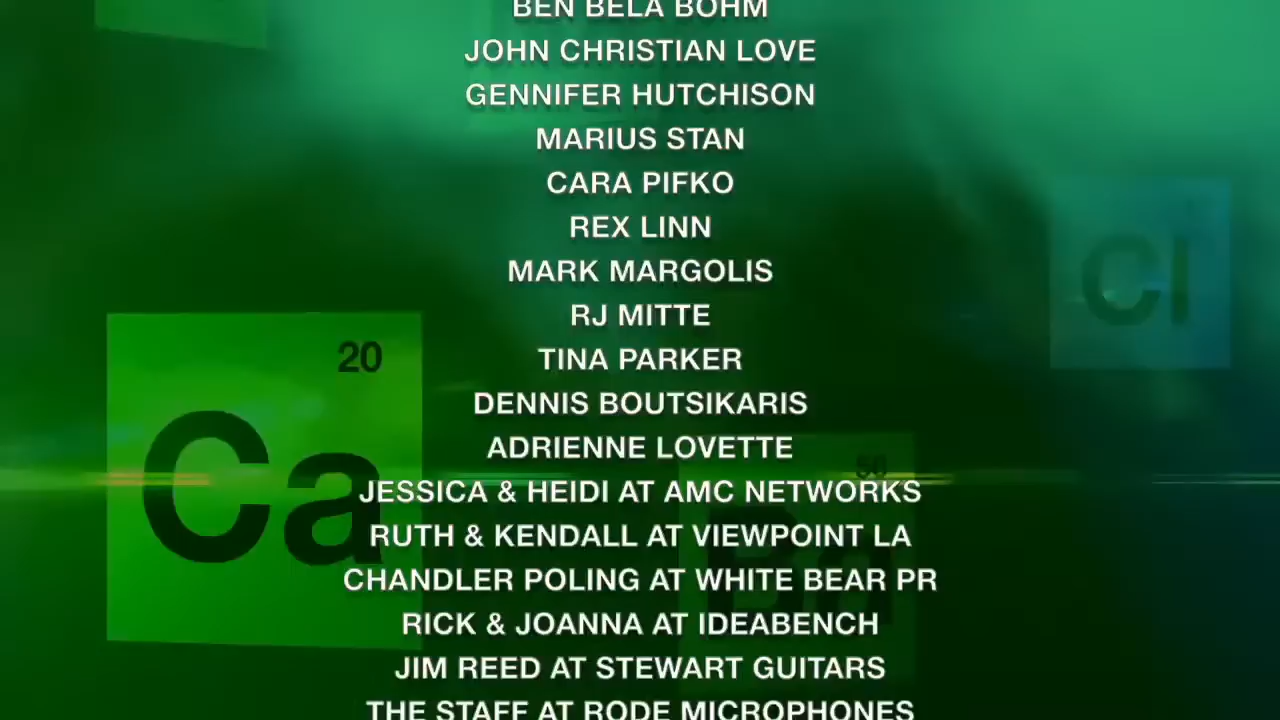 BEN BELA BÖHM
JOHN CHRISTIAN LOVE
GENNIFER HUTCHISON
MARIUS STAN
CARA PIFKO
REX LINN
MARK MARGOLIS
RJ MITTE
TINA PARKER
DENNIS BOUTSIKARIS
ADRIENNE LOVETTE
JESSICA & HEIDI AT AMC NETWORKS
RUTH & KENDALL AT VIEWPOINT LA
CHANDLER POLING AT WHITE BEAR PR
RICK & JOANNA AT IDEABENCH
JIM REED AT STEWART GUITARS
THE STAFF AT RODE MICROPHONES
20
Ca
Cl